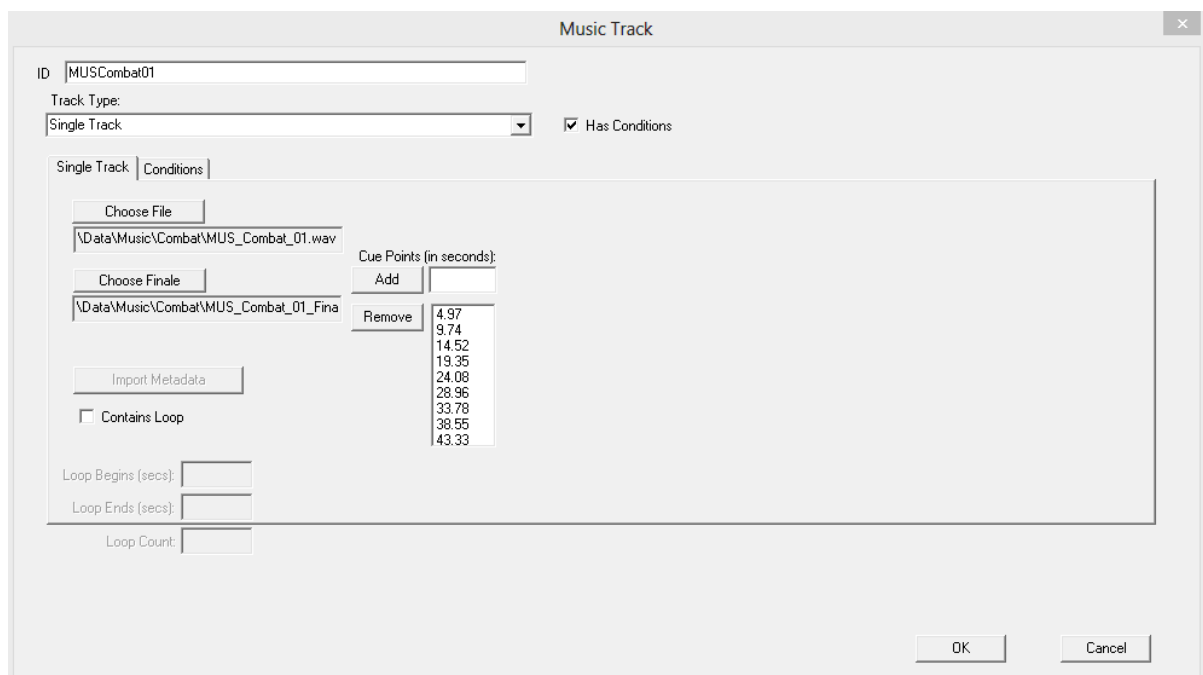 Music Track
ID MUSCombat01
Track Type:
Single Track
Has Conditions
Single Track Conditions
Choose File
\Data\Music\Combat\MUS_Combat_01.wav
Cue Points (in seconds):
Choose Finale
Add
\Data\Music\Combat\MUS_Combat_01_Fina
Remove
4.97
9.74
14.52
19.35
24.08
28.96
33.78
38.55
43.33
Import Metadata
Contains Loop
Loop Begins (secs):
Loop Ends (secs):
Loop Count:
OK Cancel